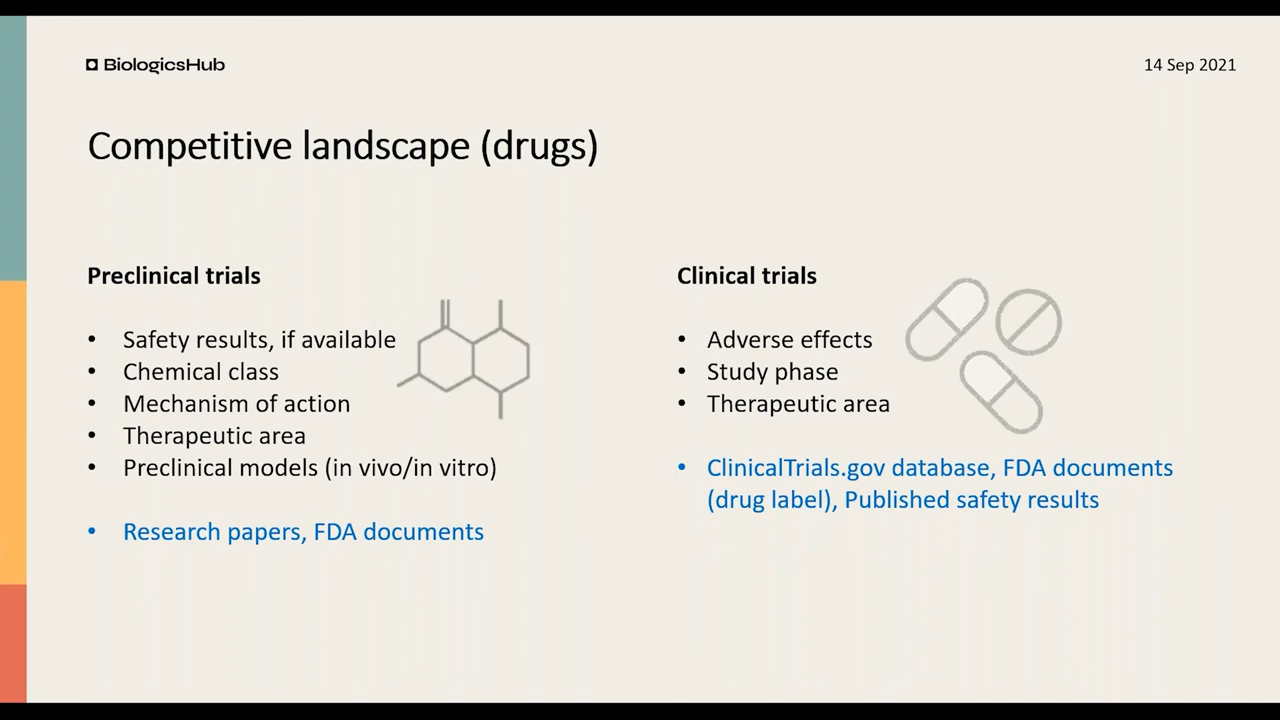 BiologicsHub
14 Sep 2021
Competitive landscape (drugs)
Preclinical trials
• Safety results, if available
• Chemical class
• Mechanism of action
• Therapeutic area
• Preclinical models (in vivo/in vitro)
• Research papers, FDA documents
Clinical trials
• Adverse effects
• Study phase
• Therapeutic area
• ClinicalTrials.gov database, FDA documents
(drug label), Published safety results